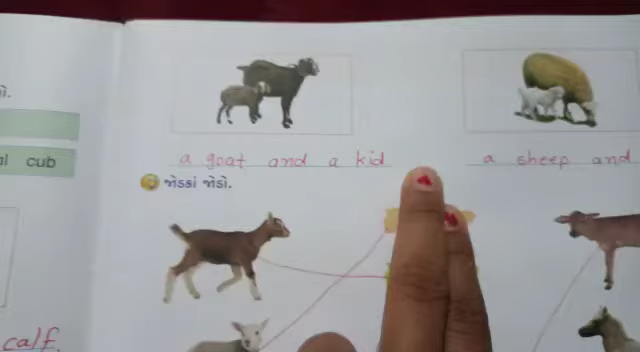 a goat and a kid
a sheep and
જોડકાં જોડો.
cub
calf